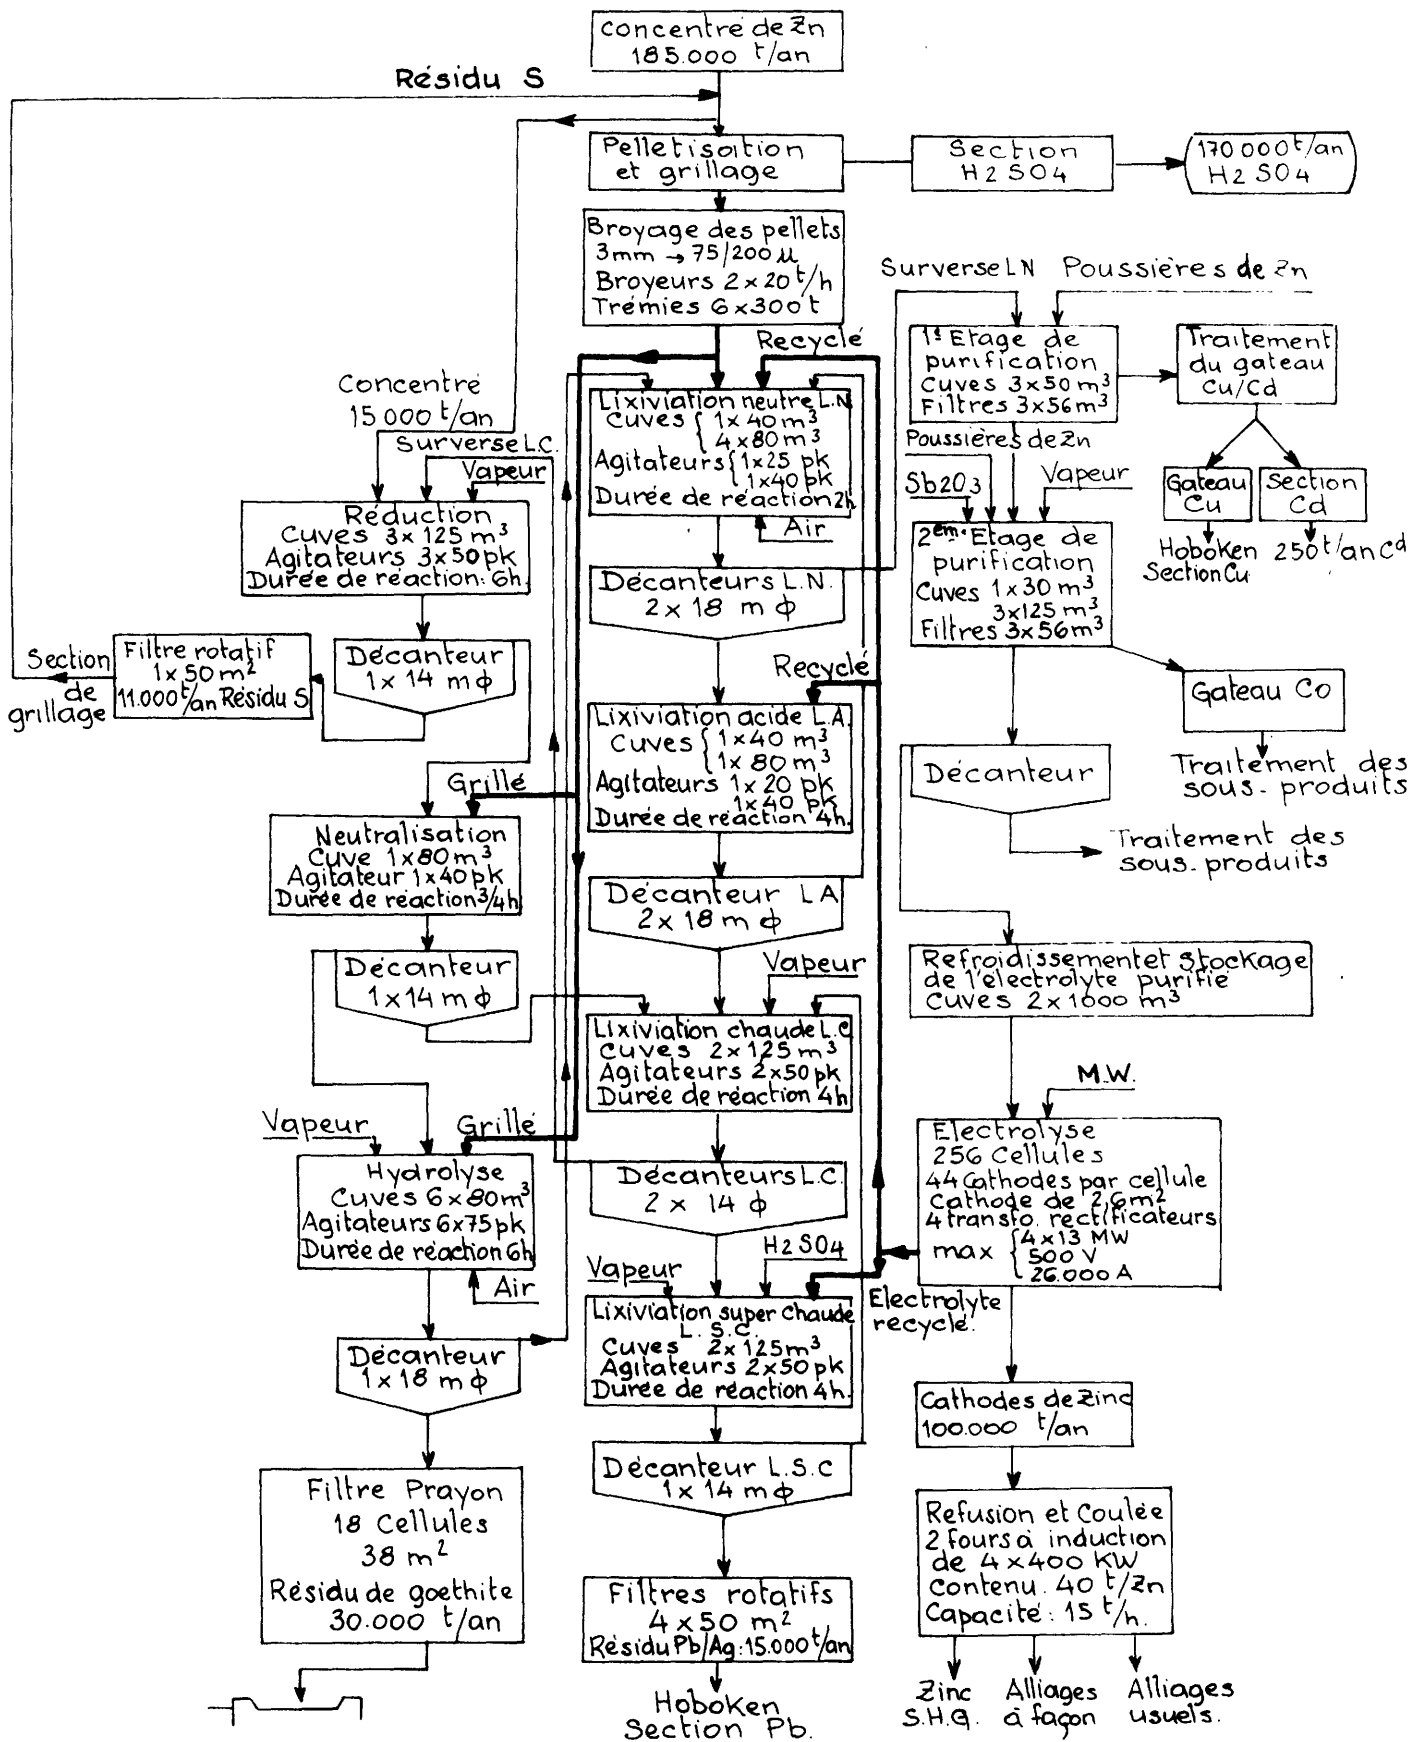 Concentré de Zn
185.000 t/an
Résidu S
Pelletisation
et grillage
Section
H2SO4
170 000 t/an
H2SO4
Broyage des pellets
3mm → 75/200 µ
Broyeurs 2 x 20 t/h
Trémies 6 x 300 t
Surverse LN
Poussières de Zn
Recyclé
1º Etage de
purification
Cuves 3 x 50 m³
Filtres 3 x 56 m³
Traitement
du gateau
Cu/Cd
Concentré
15 000 t/an
Surverse L.C.
Vapeur
Lixiviation neutre L.N.
Cuves { 1 x 40 m³
4 x 80 m³
Agitateurs { 1 x 25 pk
1 x 40 pk
Durée de réaction 2h
Air
Poussières de Zn
Sb2O3
Vapeur
Gateau
Cu
Section
Cd
Hoboken
Section Cu
250 t/an Cd
Réduction
Cuves 3 x 125 m³
Agitateurs 3 x 50 pk
Durée de réaction: 6h.
2em. Etage de
purification
Cuves 1 x 30 m³
3 x 125 m³
Filtres 3 x 56 m³
Décanteurs L.N.
2 x 18 m ϕ
Section
de
grillage
Filtre rotatif
1 x 50 m²
11.000 t/an Résidu S
Décanteur
1 x 14 m ϕ
Recyclé
Gateau Co
Traitement des
sous-produits
Lixiviation acide L.A.
Cuves { 1 x 40 m³
1 x 80 m³
Agitateurs 1 x 20 pk
1 x 40 pk
Durée de réaction 4h.
Décanteur
Traitement des
sous-produits
Grillé
Neutralisation
Cuve 1 x 80 m³
Agitateur 1 x 40 pk
Durée de réaction 3/4h
Décanteur L A
2 x 18 m ϕ
Décanteur
1 x 14 m ϕ
Vapeur
Refroidissement et stockage
de l'électrolyte purifié
Cuves 2 x 1000 m³
Lixiviation chaude L.C
Cuves 2 x 125 m³
Agitateurs 2 x 50 pk
Durée de réaction 4h
M.W.
Vapeur
Grillé
Hydrolyse
Cuves 6 x 80 m³
Agitateurs 6 x 75 pk
Durée de réaction 6h
Air
Décanteurs L.C.
2 x 14 ϕ
Electrolyse
256 Cellules
44 Cathodes par cellule
Cathode de 2,6 m²
4 transfo. rectificateurs
max { 4 x 13 MW
500 V
26.000 A
H2SO4
Vapeur
Electrolyte
recyclé.
Lixiviation super chaude
L. S. C.
Cuves 2 x 125 m³
Agitateurs 2 x 50 pk
Durée de réaction 4h.
Décanteur
1 x 18 m ϕ
Cathodes de zinc
100.000 t/an
Décanteur L.S.C
1 x 14 m ϕ
Filtre Prayon
18 Cellules
38 m²
Résidu de goethite
30.000 t/an
Refusion et Coulée
2 fours à induction
de 4 x 400 KW
Contenu. 40 t/Zn
Capacité: 15 t/h.
Filtres rotatifs
4 x 50 m²
Résidu Pb/Ag: 15.000 t/an
Hoboken
Section Pb.
Zinc
S.H.G.
Alliages
à façon
Alliages
usuels.